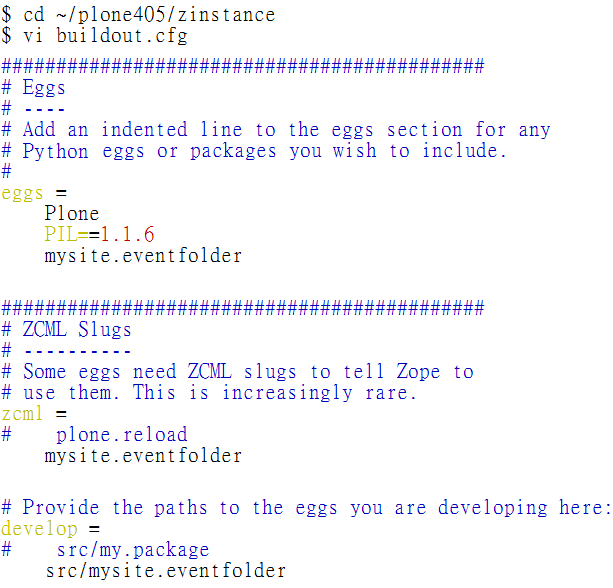 $ cd ~/plone405/zinstance
$ vi buildout.cfg
############################################
# Eggs
# ----
# Add an indented line to the eggs section for any
# Python eggs or packages you wish to include.
#
eggs =
    Plone
    PIL==1.1.6
    mysite.eventfolder
############################################
# ZCML Slugs
# ----------
# Some eggs need ZCML slugs to tell Zope to
# use them. This is increasingly rare.
zcml =
#    plone.reload
    mysite.eventfolder
# Provide the paths to the eggs you are developing here:
develop =
#    src/my.package
    src/mysite.eventfolder